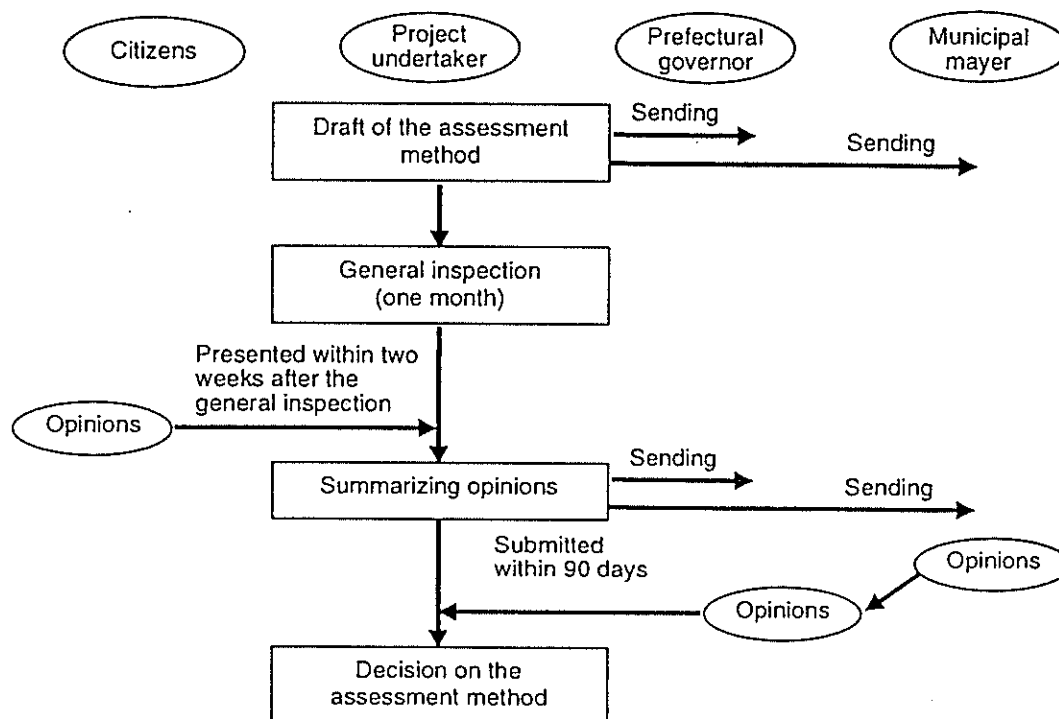 Citizens
Project
undertaker
Prefectural
governor
Municipal
mayer
Draft of the assessment
method
Sending
Sending
General inspection
(one month)
Presented within two
weeks after the
general inspection
Opinions
Summarizing opinions
Sending
Sending
Submitted
within 90 days
Opinions
Opinions
Decision on the
assessment method